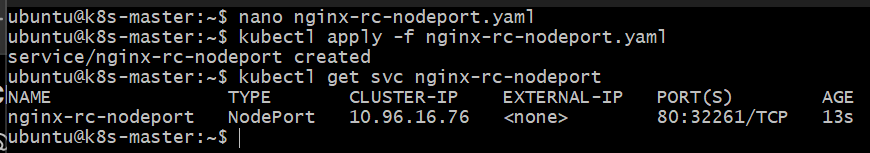 ubuntu@k8s-master:~$ nano nginx-rc-nodeport.yaml
ubuntu@k8s-master:~$ kubectl apply -f nginx-rc-nodeport.yaml
service/nginx-rc-nodeport created
ubuntu@k8s-master:~$ kubectl get svc nginx-rc-nodeport
NAME                TYPE       CLUSTER-IP    EXTERNAL-IP   PORT(S)        AGE
nginx-rc-nodeport   NodePort   10.96.16.76   <none>        80:32261/TCP   13s
ubuntu@k8s-master:~$